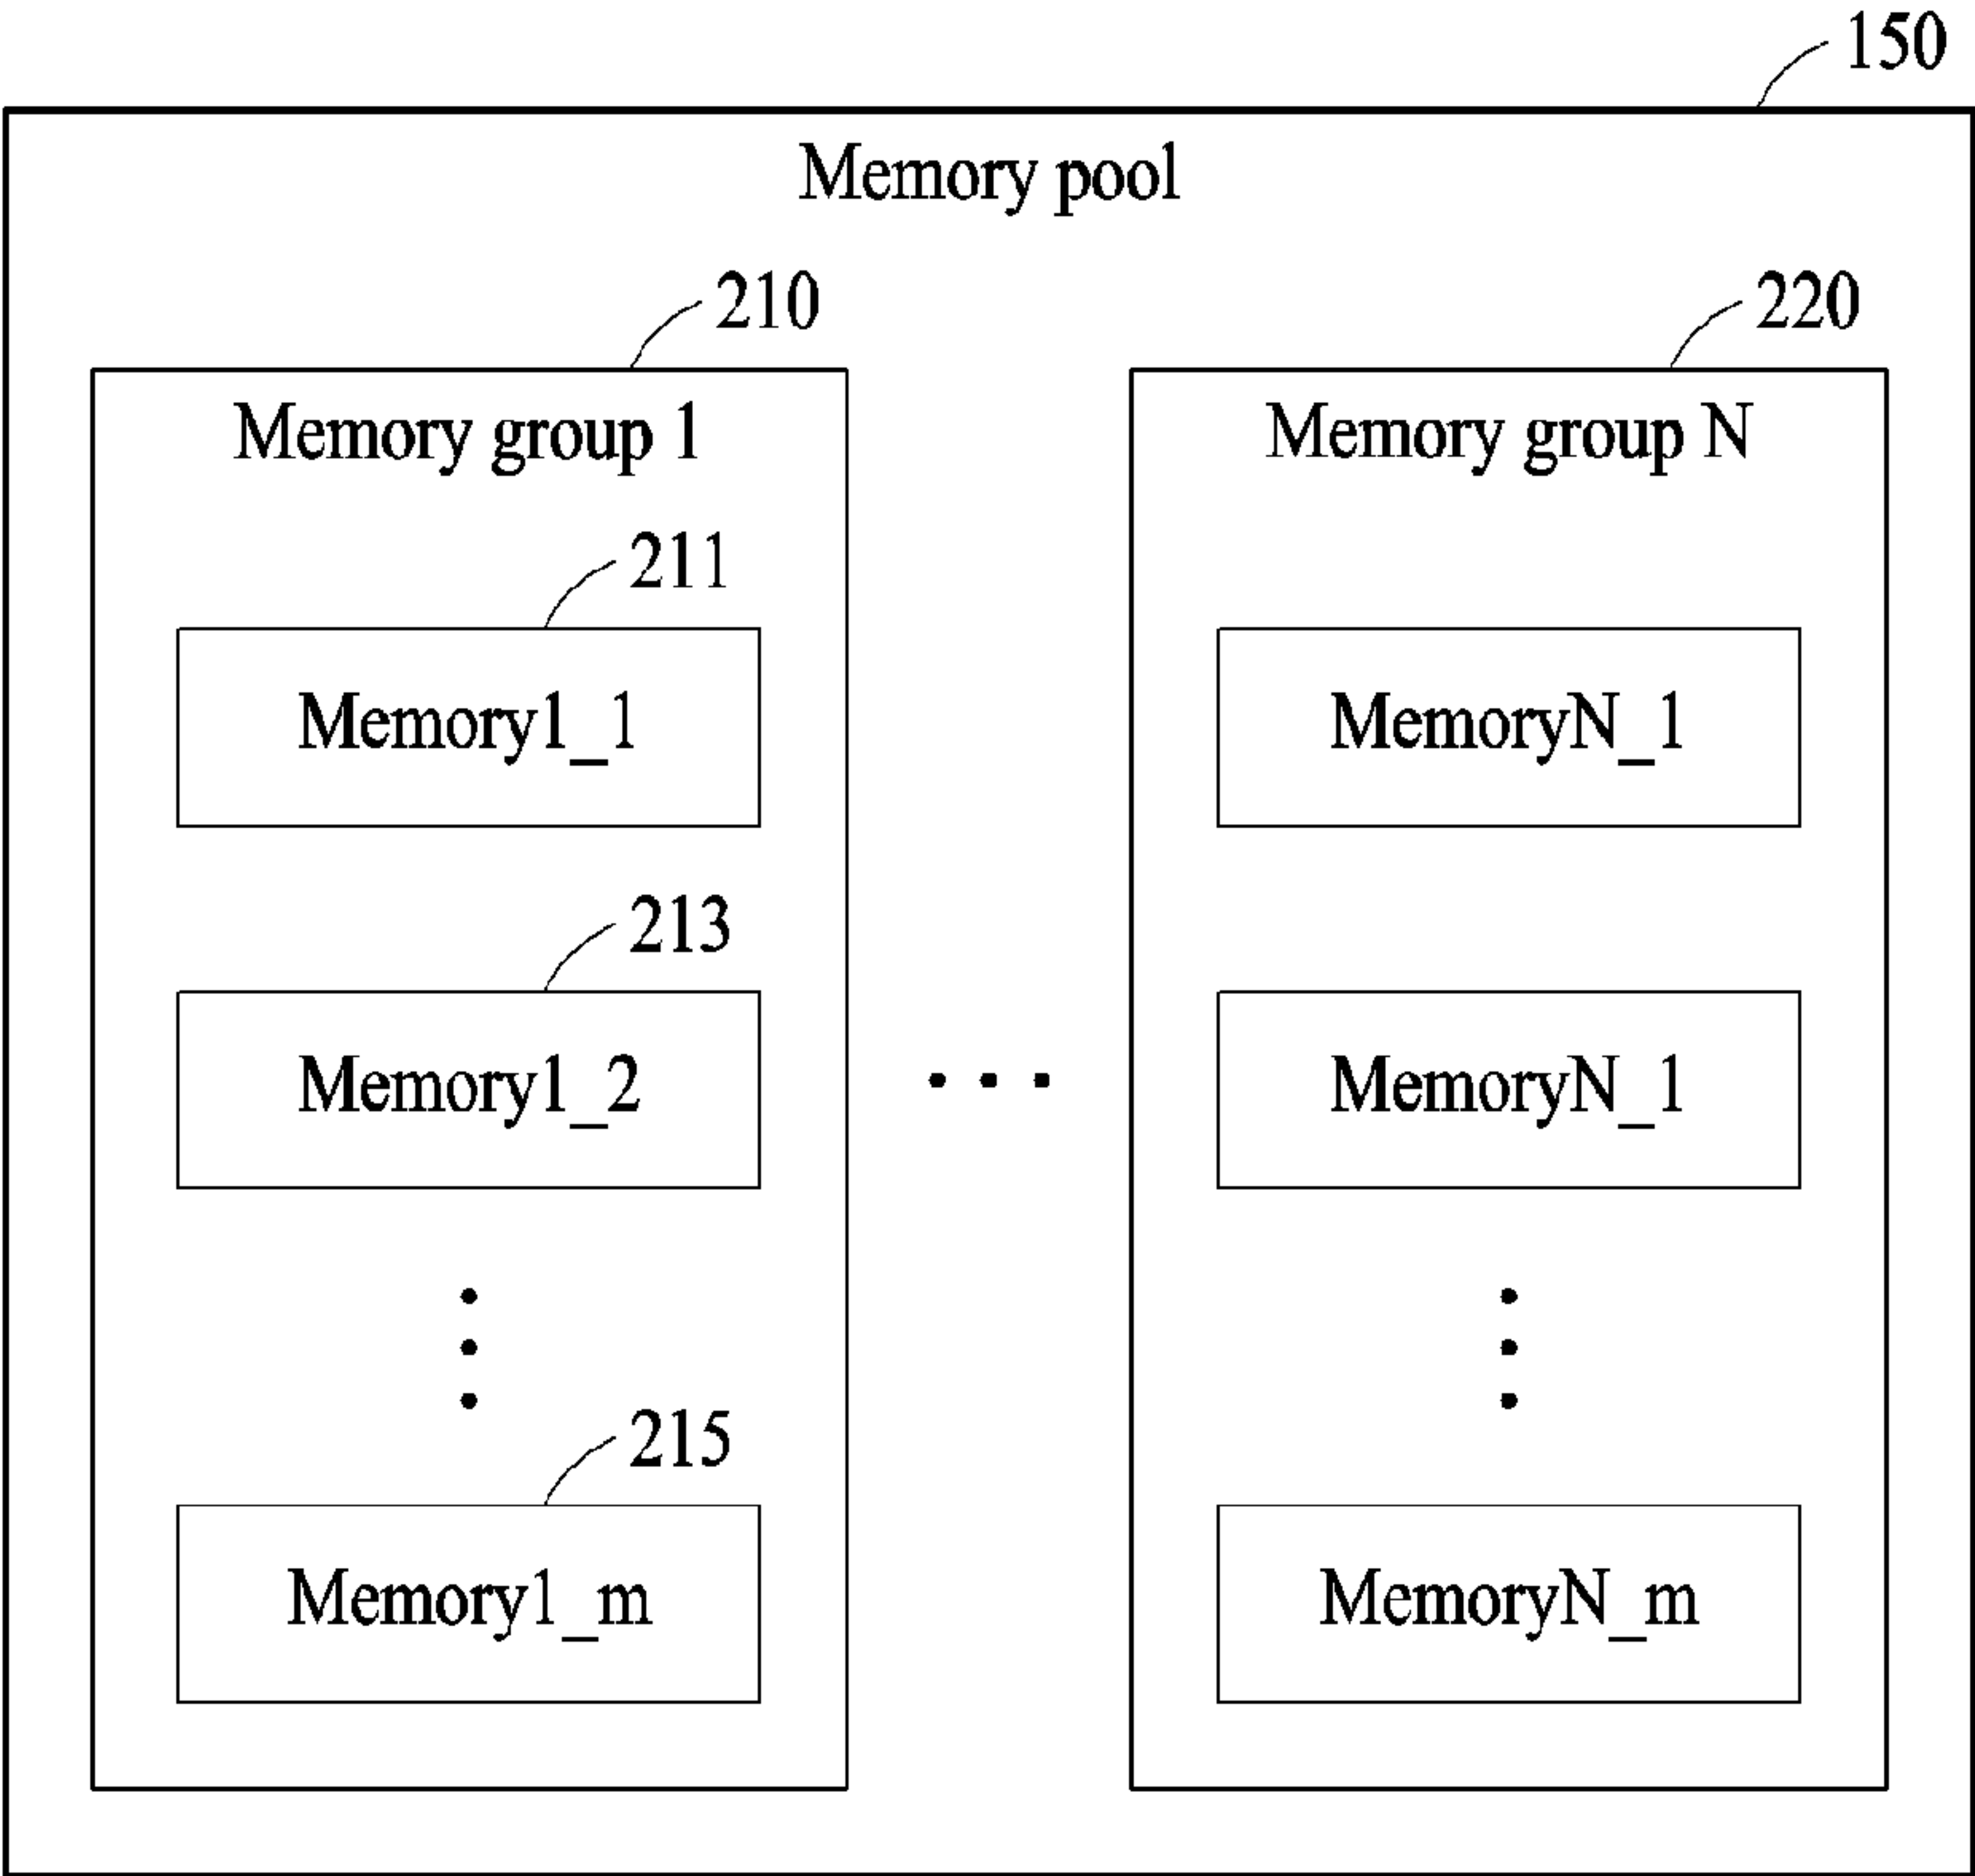 150
Memory pool
210
Memory group 1
211
Memory1_1
213
Memory1_2
215
Memory1_m
220
Memory group N
MemoryN_1
MemoryN_1
MemoryN_m